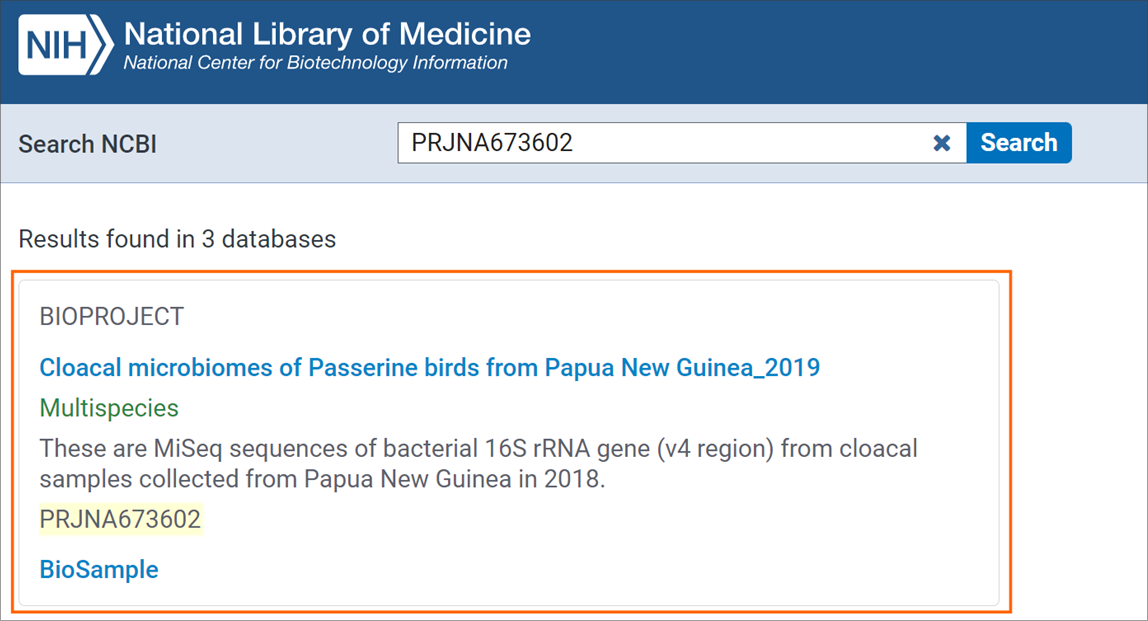 NIH
National Library of Medicine
National Center for Biotechnology Information
Search NCBI
PRJNA673602
Search
Results found in 3 databases
BIOPROJECT
Cloacal microbiomes of Passerine birds from Papua New Guinea_2019
Multispecies
These are MiSeq sequences of bacterial 16S rRNA gene (v4 region) from cloacal
samples collected from Papua New Guinea in 2018.
PRJNA673602
BioSample